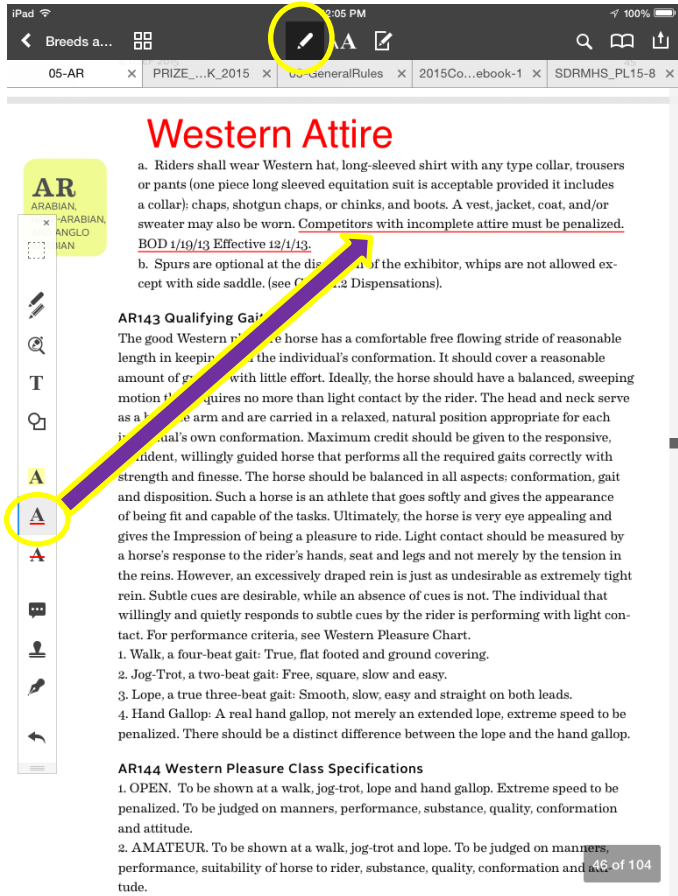 iPad 2:05 PM 100%
Breeds a... AA
05-AR × PRIZE_...K_2015 × GeneralRules × 2015Co...ebook-1 × SDRMHS_PL15-8 ×
Western Attire
a. Riders shall wear Western hat, long-sleeved shirt with any type collar, trousers
or pants (one piece long sleeved equitation suit is acceptable provided it includes
a collar); chaps, shotgun chaps, or chinks, and boots. A vest, jacket, coat, and/or
sweater may also be worn. Competitors with incomplete attire must be penalized.
BOD 1/19/13 Effective 12/1/13.
b. Spurs are optional at the of the exhibitor, whips are not allowed ex-
cept with side saddle. (see .2 Dispensations).
AR
ARABIAN,
-ARABIAN,
ANGLO
IAN
T
A
A
A
AR143 Qualifying Gait
The good Western horse has a comfortable free flowing stride of reasonable
length in keepin the individual's conformation. It should cover a reasonable
amount of with little effort. Ideally, the horse should have a balanced, sweeping
motion quires no more than light contact by the rider. The head and neck serve
as a arm and are carried in a relaxed, natural position appropriate for each
ual's own conformation. Maximum credit should be given to the responsive,
fident, willingly guided horse that performs all the required gaits correctly with
strength and finesse. The horse should be balanced in all aspects; conformation, gait
and disposition. Such a horse is an athlete that goes softly and gives the appearance
of being fit and capable of the tasks. Ultimately, the horse is very eye appealing and
gives the Impression of being a pleasure to ride. Light contact should be measured by
a horse's response to the rider's hands, seat and legs and not merely by the tension in
the reins. However, an excessively draped rein is just as undesirable as extremely tight
rein. Subtle cues are desirable, while an absence of cues is not. The individual that
willingly and quietly responds to subtle cues by the rider is performing with light con-
tact. For performance criteria, see Western Pleasure Chart.
1. Walk, a four-beat gait: True, flat footed and ground covering.
2. Jog-Trot, a two-beat gait: Free, square, slow and easy.
3. Lope, a true three-beat gait: Smooth, slow, easy and straight on both leads.
4. Hand Gallop: A real hand gallop, not merely an extended lope, extreme speed to be
penalized. There should be a distinct difference between the lope and the hand gallop.
AR144 Western Pleasure Class Specifications
1. OPEN. To be shown at a walk, jog-trot, lope and hand gallop. Extreme speed to be
penalized. To be judged on manners, performance, substance, quality, conformation
and attitude.
2. AMATEUR. To be shown at a walk, jog-trot and lope. To be judged on manners,
performance, suitability of horse to rider, substance, quality, conformation and atti-
tude.
46 of 104